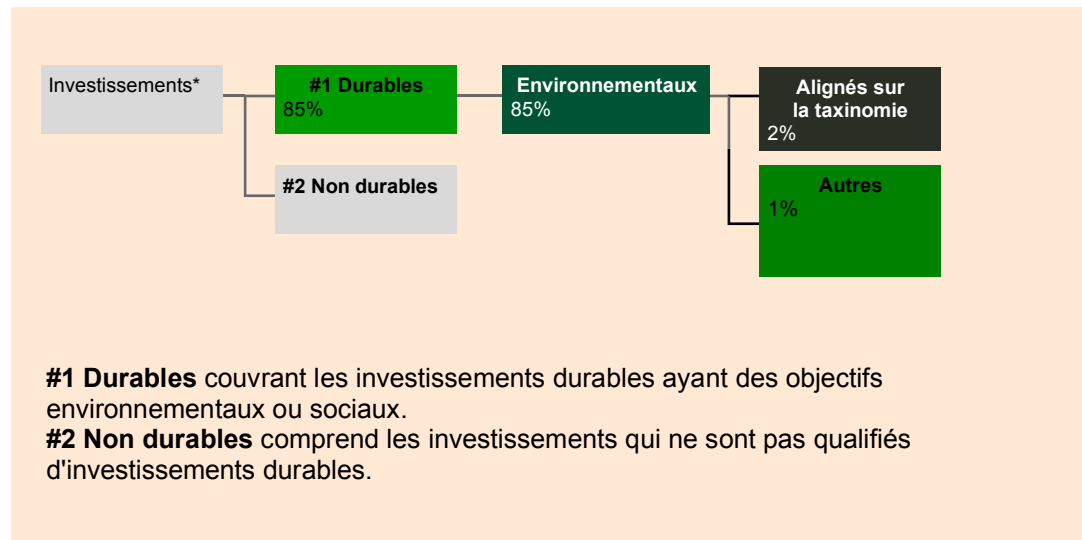 Investissements*
#1 Durables
85%
Environnementaux
85%
Alignés sur
la taxinomie
2%
#2 Non durables
Autres
1%
#1 Durables couvrant les investissements durables ayant des objectifs
environnementaux ou sociaux.
#2 Non durables comprend les investissements qui ne sont pas qualifiés
d'investissements durables.